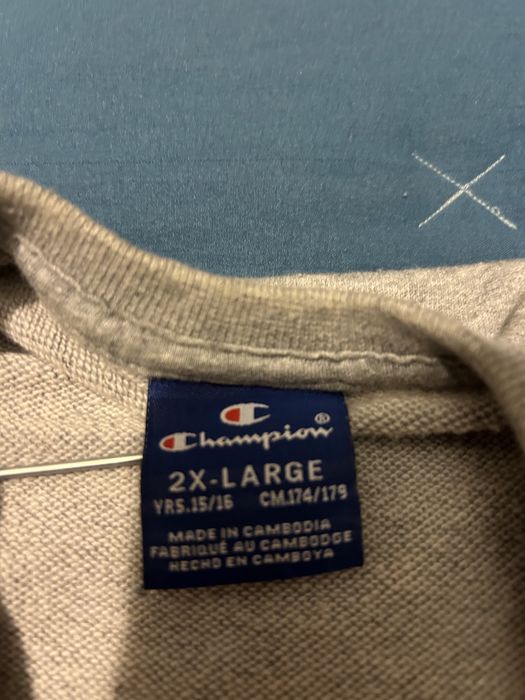 Champion®
2X-LARGE
YRS.15/16 CM.174/179
MADE IN CAMBODIA
FABRIQUÉ AU CAMBODGE
HECHO EN CAMBOYA